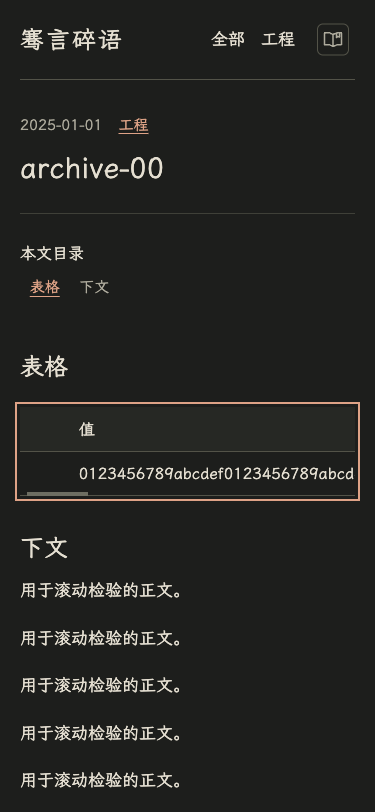 骞言碎语
全部 工程
2025-01-01 工程
archive-00
本文目录
表格 下文
表格
值
0123456789abcdef0123456789abcd
下文
用于滚动检验的正文。
用于滚动检验的正文。
用于滚动检验的正文。
用于滚动检验的正文。
用于滚动检验的正文。